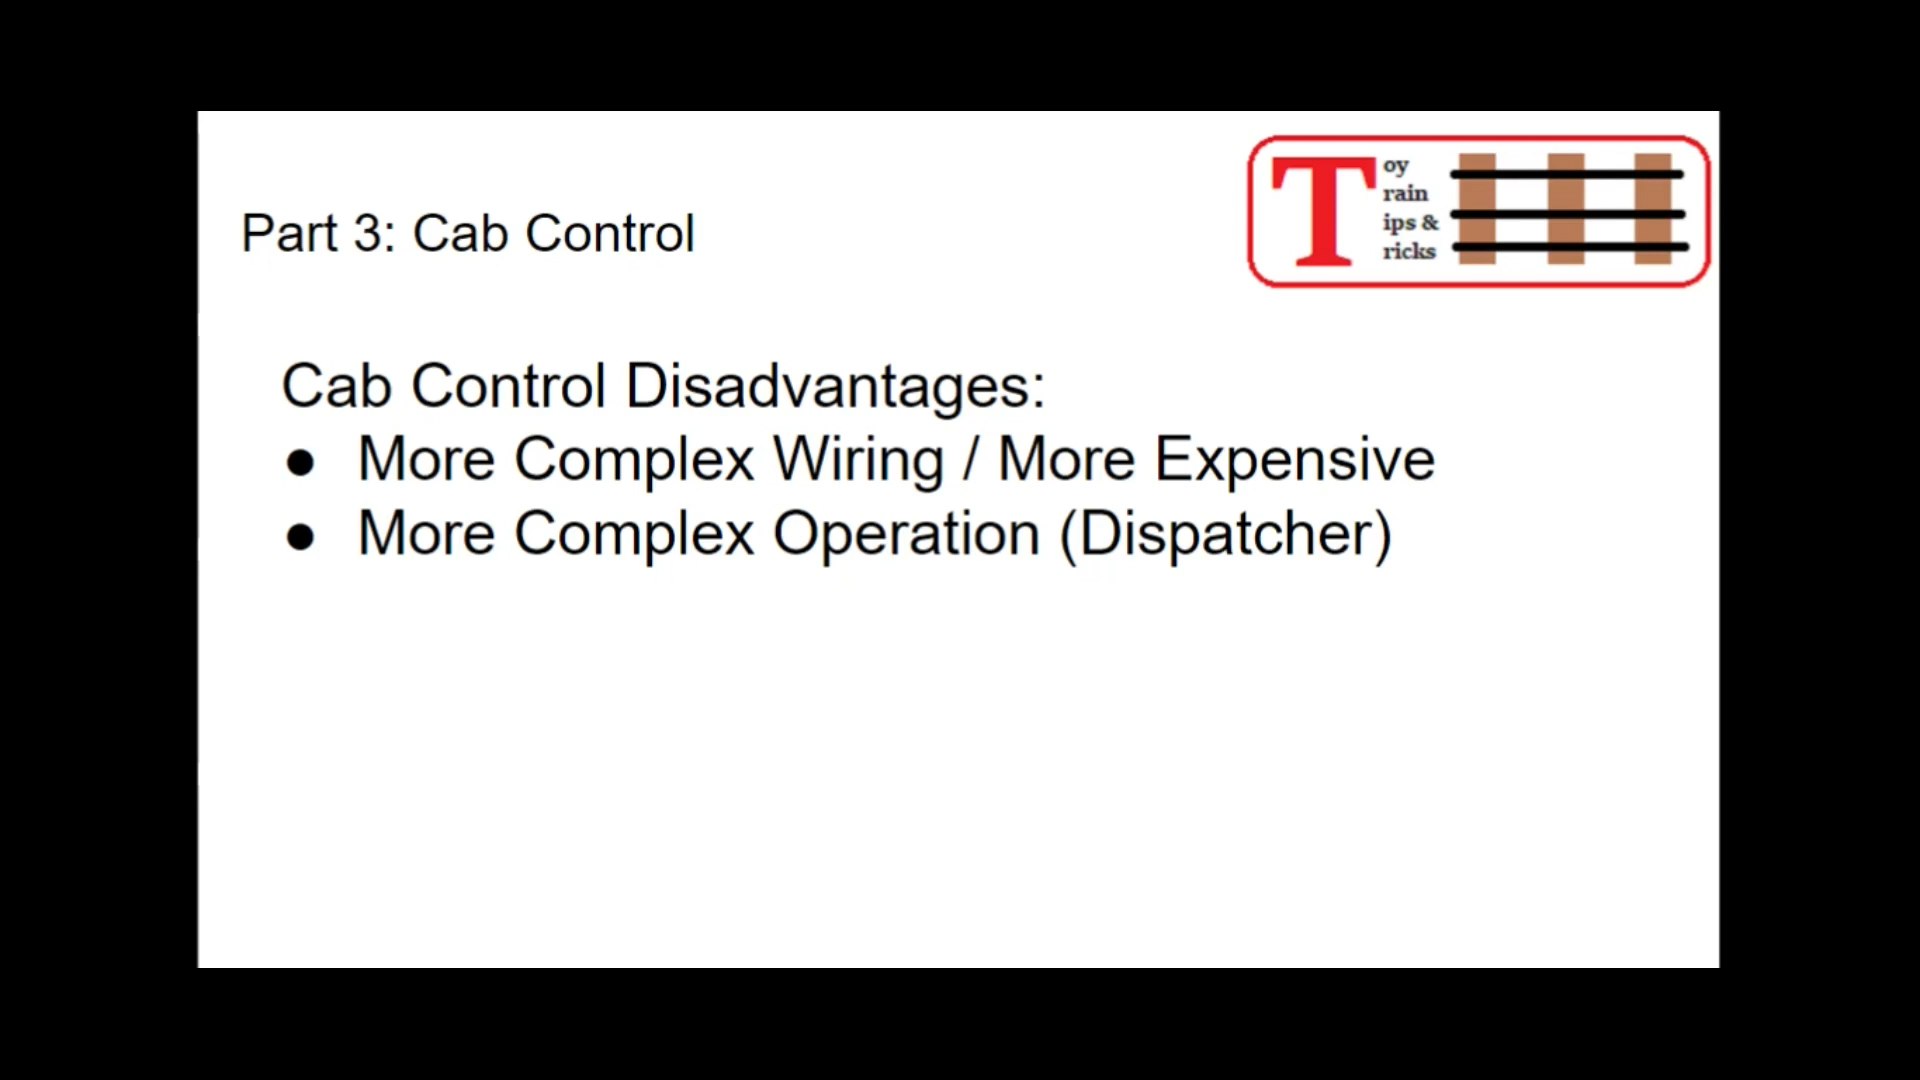 Part 3: Cab Control
T
oy
rain
ips &
ricks
Cab Control Disadvantages:
● More Complex Wiring / More Expensive
● More Complex Operation (Dispatcher)